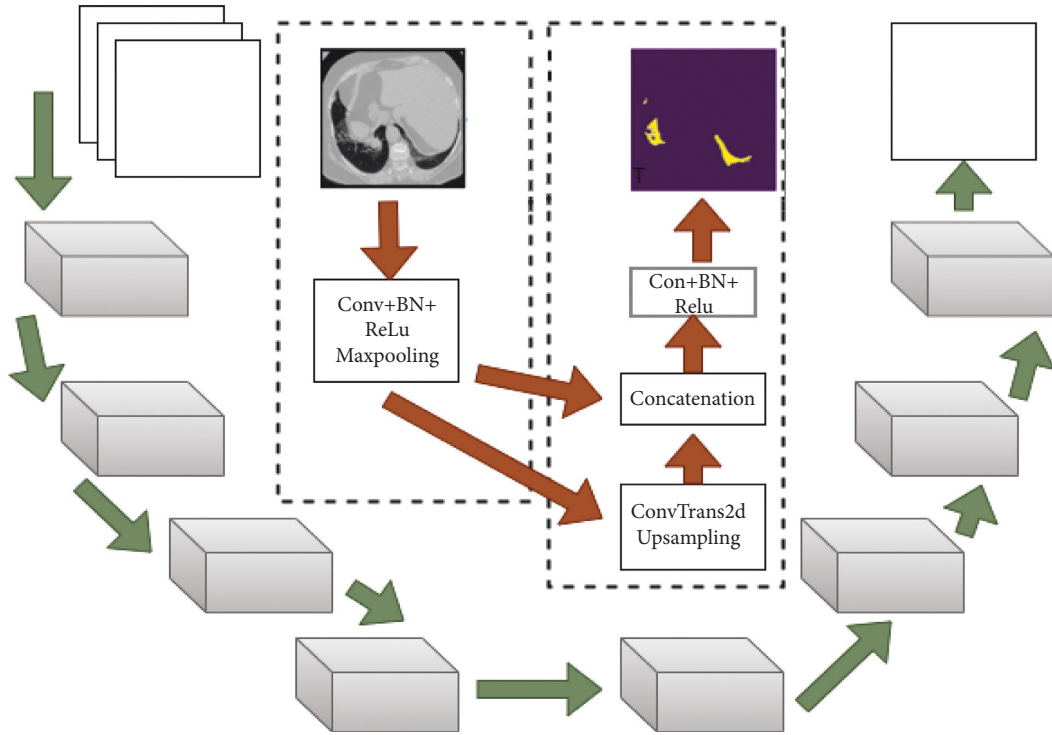 Conv+BN+
ReLu
Maxpooling
T
Con+BN+
Relu
Concatenation
ConvTrans2d
Upsampling